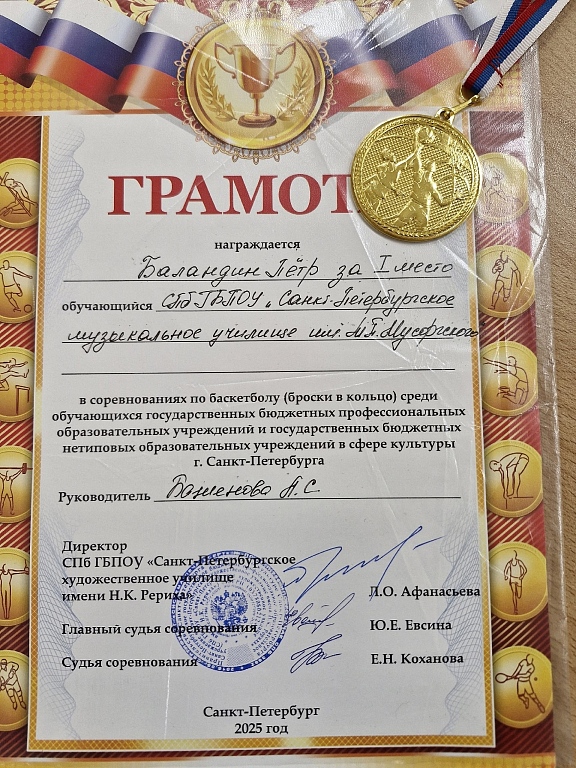 ГРАМОТ
награждается
Баландин Пётр за I место
обучающийся СПб ГБПОУ „Санкт-Петербургское
музыкальное училище им. М.П. Мусоргского
в соревнованиях по баскетболу (броски в кольцо) среди
обучающихся государственных бюджетных профессиональных
образовательных учреждений и государственных бюджетных
нетиповых образовательных учреждений в сфере культуры
г. Санкт-Петербурга
Руководитель Баженова А.С.
Директор
СПб ГБПОУ «Санкт-Петербургское
художественное училище
имени Н.К. Рериха»
Л.О. Афанасьева
Главный судья соревнования Ю.Е. Евсина
Судья соревнования Е.Н. Коханова
Санкт-Петербург
2025 год